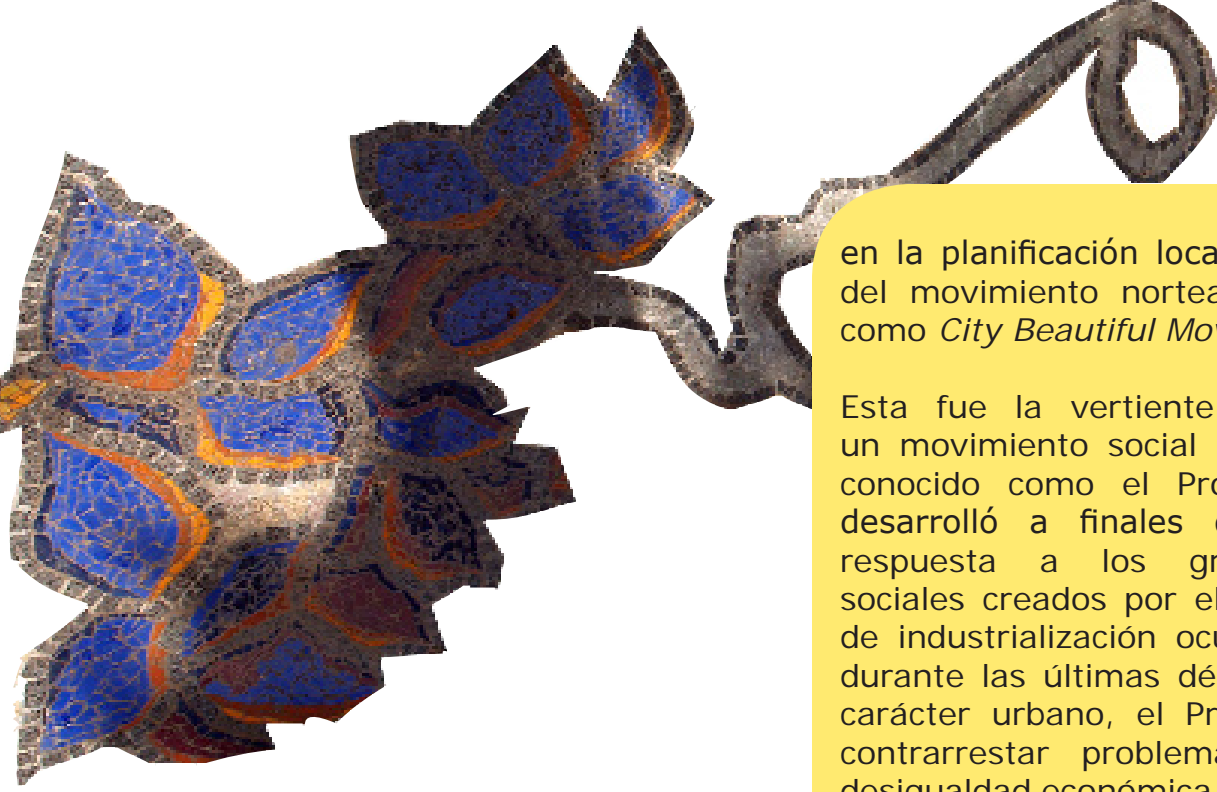 en la planificación loca
del movimiento nortea
como City Beautiful Mov
Esta fue la vertiente
un movimiento social
conocido como el Pro
desarrolló a finales
respuesta a los gr
sociales creados por el
de industrialización ocu
durante las últimas dé
carácter urbano, el Pr
contrarrestar problema
desigualdad económica